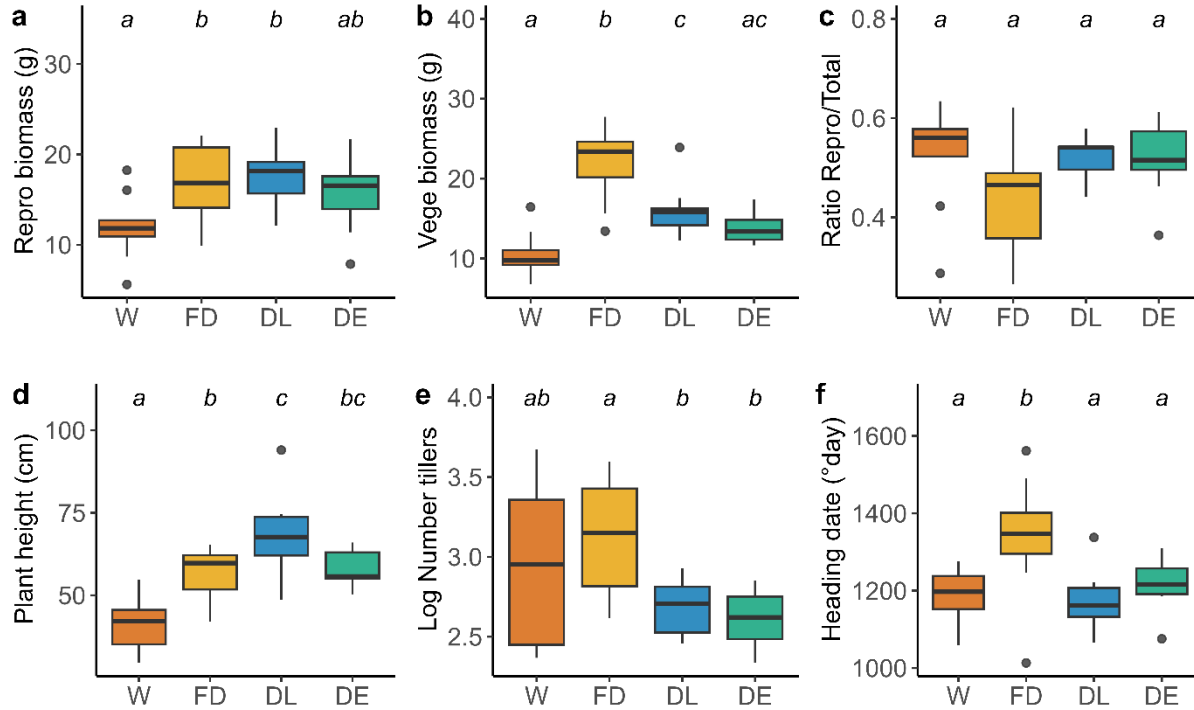 a
a b b ab
Repro biomass (g)
30
20
10
W FD DL DE
b
a b c ac
Vege biomass (g)
40
30
20
10
W FD DL DE
c
a a a a
Ratio Repro/Total
0.8
0.6
0.4
W FD DL DE
d
a b c bc
Plant height (cm)
100
75
50
W FD DL DE
e
ab a b b
Log Number tillers
4.0
3.5
3.0
2.5
W FD DL DE
f
a b a a
Heading date (°day)
1600
1400
1200
1000
W FD DL DE